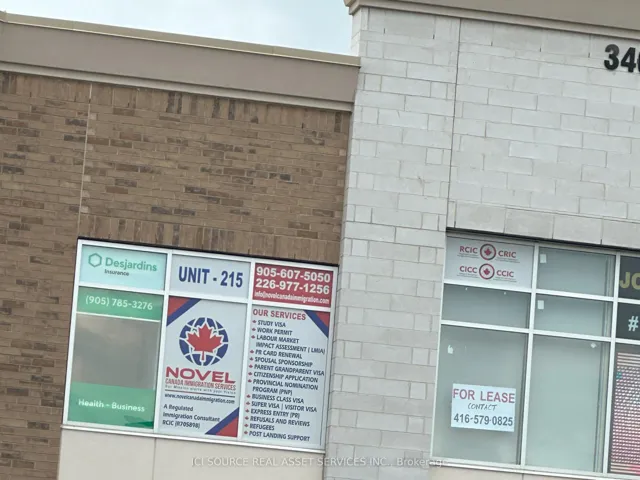 340
Desjardins
Insurance
(905) 785-3276
Health • Business
UNIT - 215
905-607-5050
226-977-1256
info@novelcanadaimmigration.com
NOVEL
CANADA IMMIGRATION SERVICES
www.novelcanadaimmigration.com
A Regulated
Immigration Consultant
RCIC (R705898)
OUR SERVICES
STUDY VISA
WORK PERMIT
LABOUR MARKET
IMPACT ASSESSMENT ( LMIA)
PR CARD RENEWAL
SPOUSAL SPONSORSHIP
PARENT GRANDPARENT VISA
CITIZENSHIP APPLICATION
PROVINCIAL NOMINATION
PROGRAM (PNP)
BUSINESS CLASS VISA
SUPER VISA | VISITOR VISA
EXPRESS ENTRY (PR)
REFUSALS AND REVIEWS
REFUGEES
POST LANDING SUPPORT
RCIC CRIC
CICC CCIC
JO
#
FOR LEASE
CONTACT
416-579-0825
ICI SOURCE REAL ASSET SERVICES INC., Brokerage